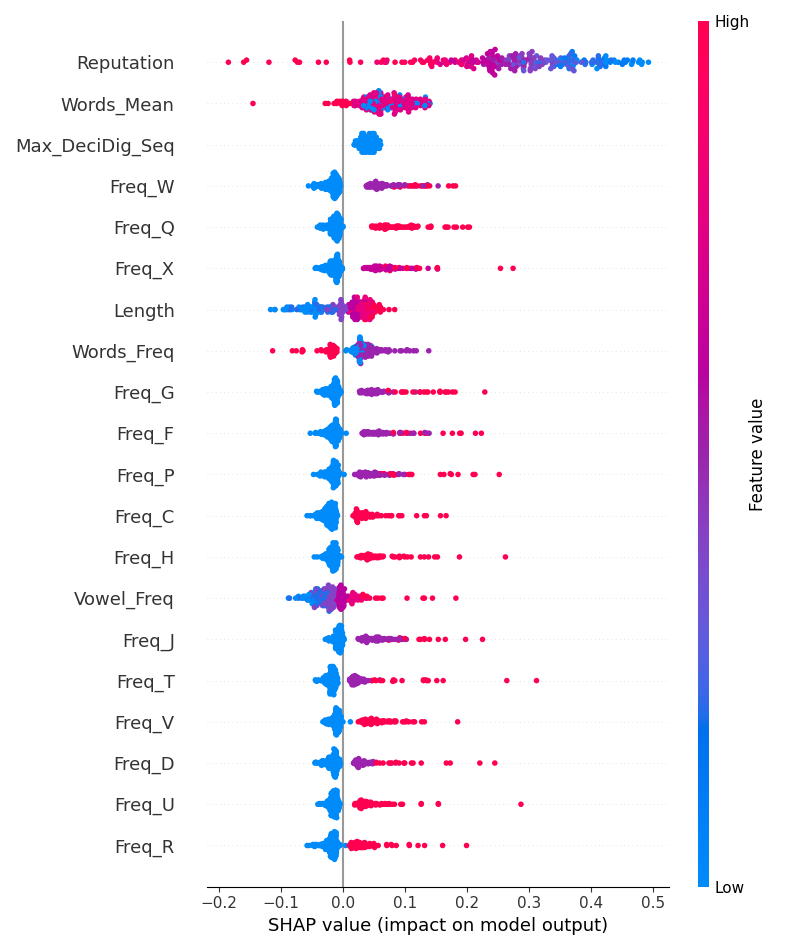 High
Reputation
Words_Mean
Max_DeciDig_Seq
Freq_W
Freq_Q
Freq_X
Length
Words_Freq
Freq_G
Freq_F
Freq_P
Freq_C
Freq_H
Vowel_Freq
Freq_J
Freq_T
Freq_V
Freq_D
Freq_U
Freq_R
Feature value
Low
−0.2 −0.1 0.0 0.1 0.2 0.3 0.4 0.5
SHAP value (impact on model output)